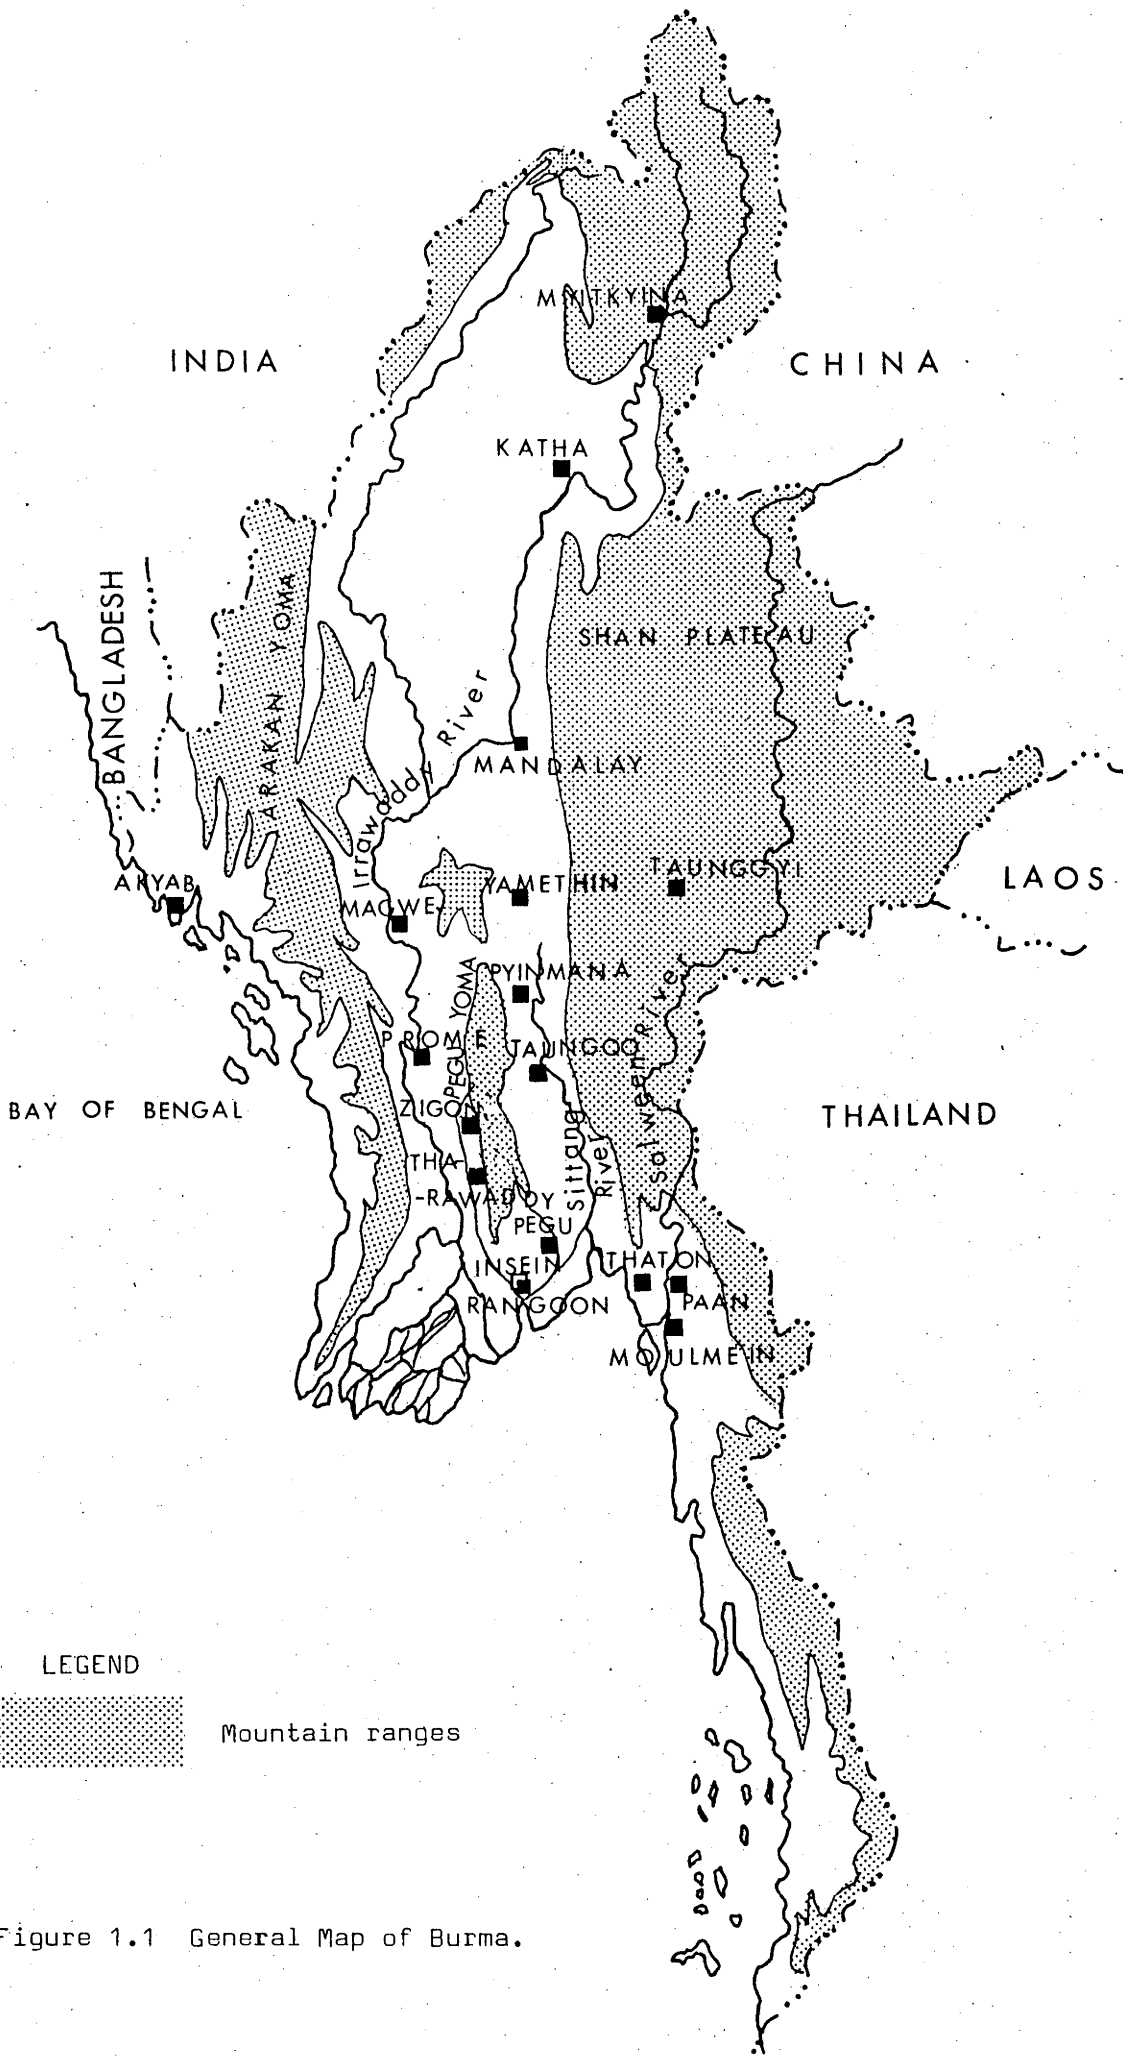 MYITKYINA
INDIA
CHINA
KATHA
BANGLADESH
ARAKAN YOMA
SHAN PLATEAU
Irrawaddy River
MANDALAY
AKYAB
YAMETHIN
TAUNGGYI
LAOS
MAGWE
PYINMANA
PEGU YOMA
PROME
TAUNGOO
Salween River
BAY OF BENGAL
ZIGON
THAILAND
Sittang
River
THA-
-RAWADDY
PEGU
INSEIN
THATON
RANGOON
PAAN
MOULMEIN
LEGEND
Mountain ranges
Figure 1.1 General Map of Burma.